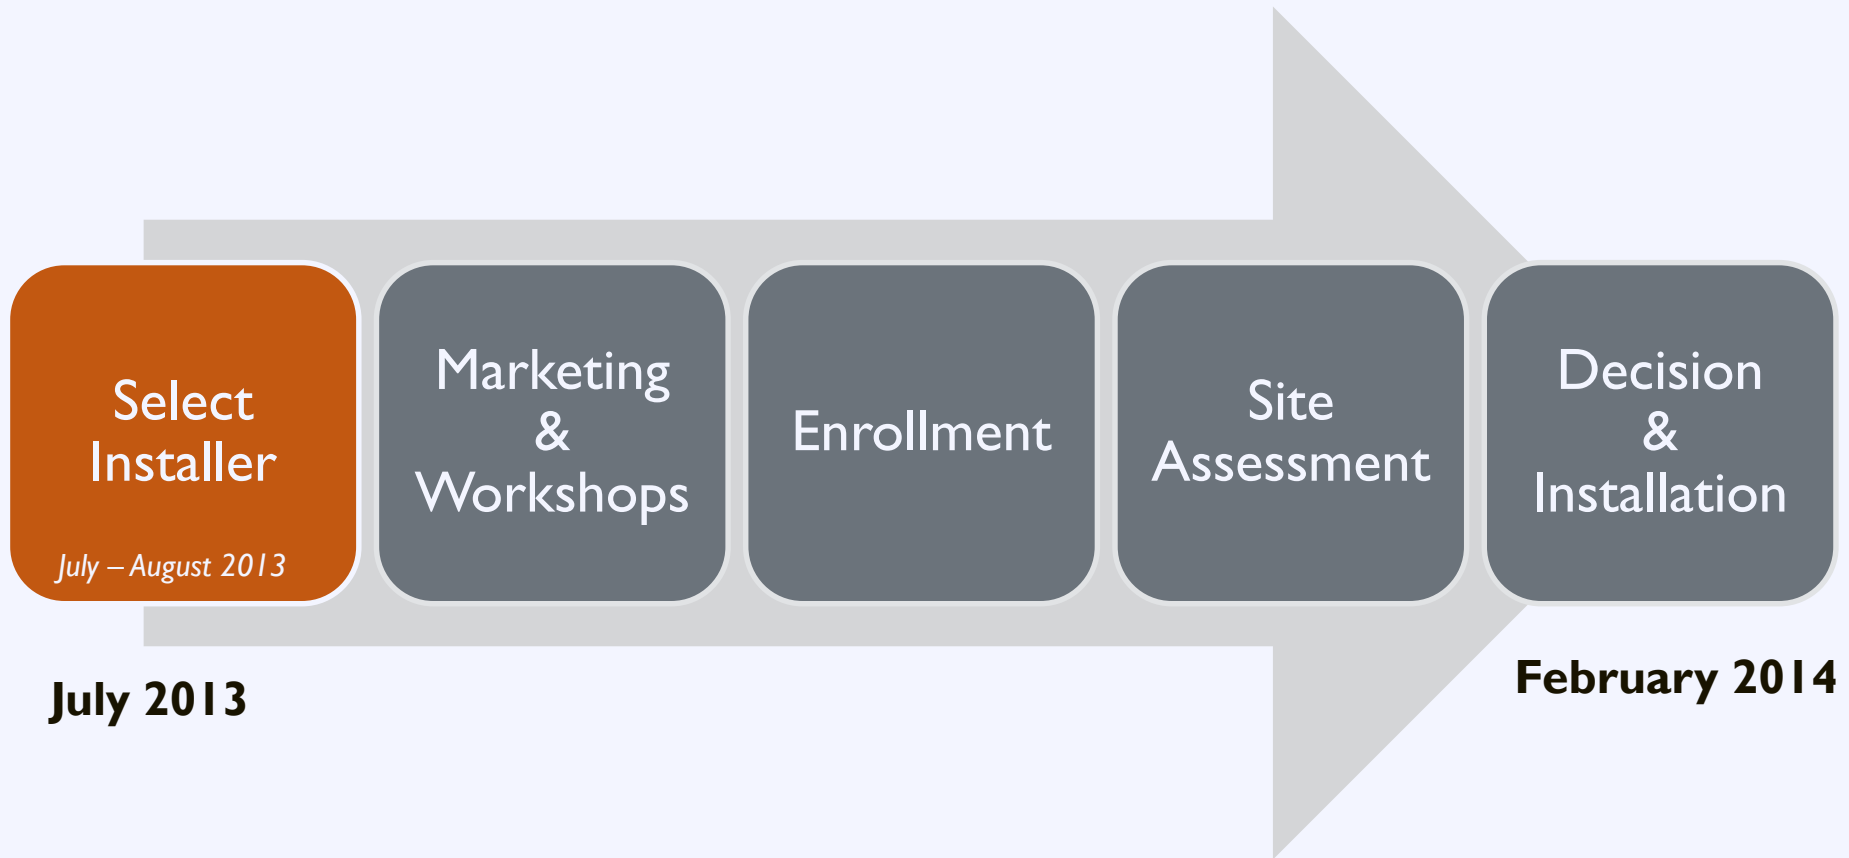 Select
Installer
July – August 2013
Marketing
&
Workshops
Enrollment
Site
Assessment
Decision
&
Installation
July 2013
February 2014